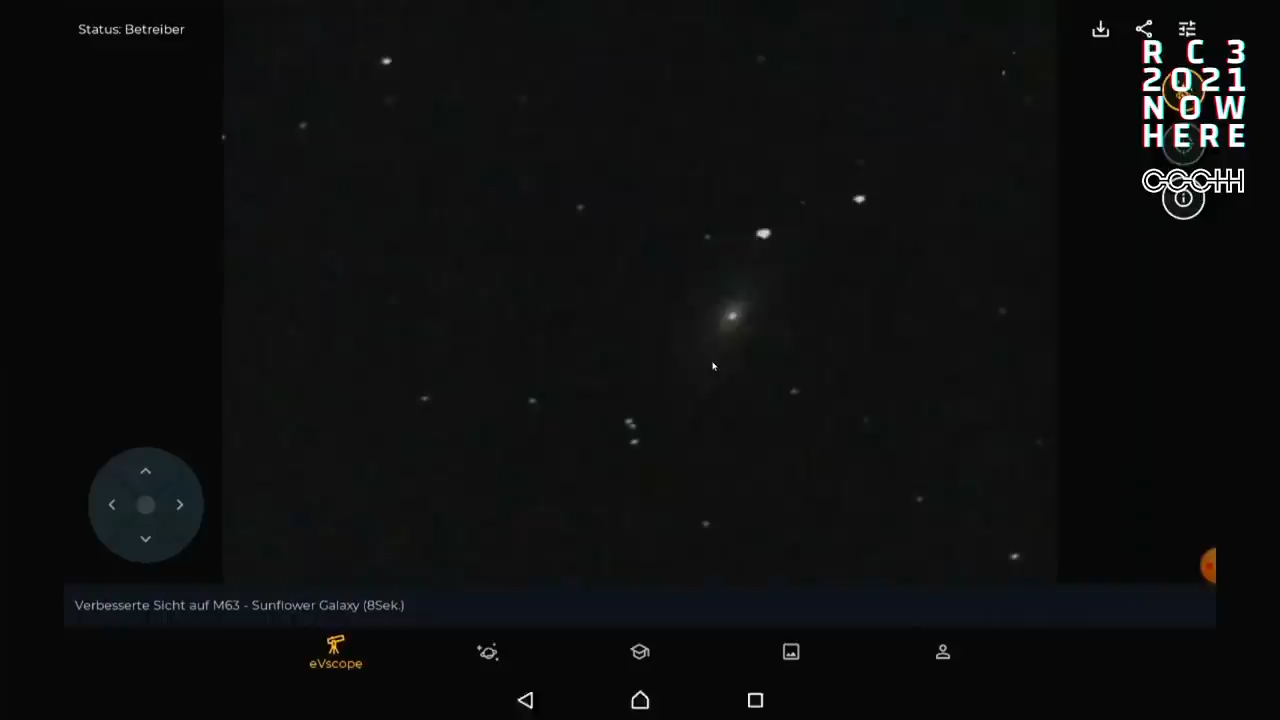 Status: Betreiber
R C 3
2021
NOW
HERE
CCCHH
Verbesserte Sicht auf M63 - Sunflower Galaxy (8Sek.)
eVscope